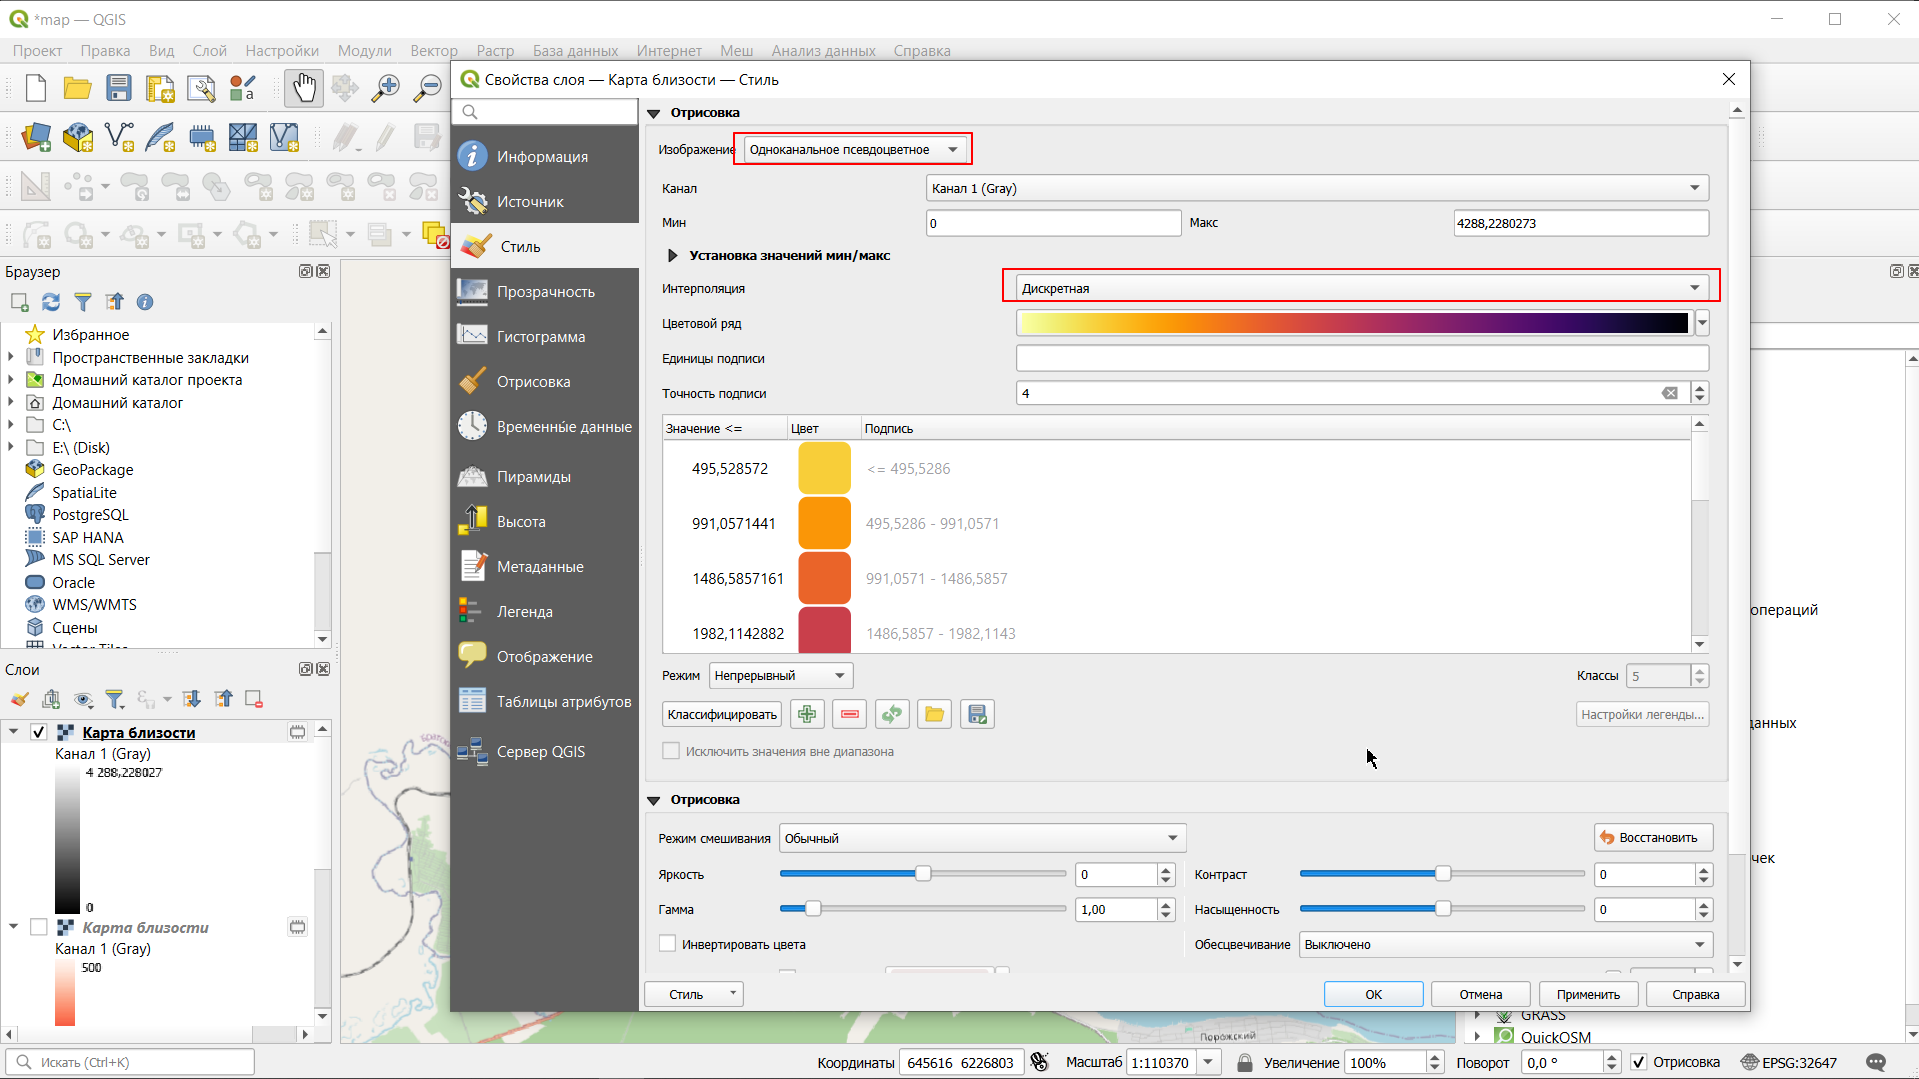 *map — QGIS
Проект Правка Вид Слой Настройки Модули Вектор Растр База данных Интернет Меш Анализ данных Справка
Свойства слоя — Карта близости — Стиль
Информация
Источник
Стиль
Прозрачность
Гистограмма
Отрисовка
Временны́е данные
Пирамиды
Высота
Метаданные
Легенда
Отображение
Таблицы атрибутов
Сервер QGIS
Отрисовка
Изображение Одноканальное псевдоцветное
Канал Канал 1 (Gray)
Мин 0 Макс 4288,2280273
Установка значений мин/макс
Интерполяция Дискретная
Цветовой ряд
Единицы подписи
Точность подписи 4
Значение <= Цвет Подпись
495,528572 <= 495,5286
991,0571441 495,5286 - 991,0571
1486,5857161 991,0571 - 1486,5857
1982,1142882 1486,5857 - 1982,1143
Режим Непрерывный Классы 5
Классифицировать Настройки легенды...
Исключить значения вне диапазона
Отрисовка
Режим смешивания Обычный Восстановить
Яркость 0 Контраст 0
Гамма 1,00 Насыщенность 0
Инвертировать цвета Обесцвечивание Выключено
Стиль OK Отмена Применить Справка
Браузер
Избранное
Пространственные закладки
Домашний каталог проекта
Домашний каталог
C:\
E:\ (Disk)
GeoPackage
SpatiaLite
PostgreSQL
SAP HANA
MS SQL Server
Oracle
WMS/WMTS
Сцены
Vector Tiles
Слои
Карта близости
Канал 1 (Gray)
4 288,228027
0
Карта близости
Канал 1 (Gray)
500
операций
данных
чек
GRASS
QuickOSM
Порожский
Искать (Ctrl+K)
Координаты 645616 6226803 Масштаб 1:110370 Увеличение 100% Поворот 0,0 ° Отрисовка EPSG:32647